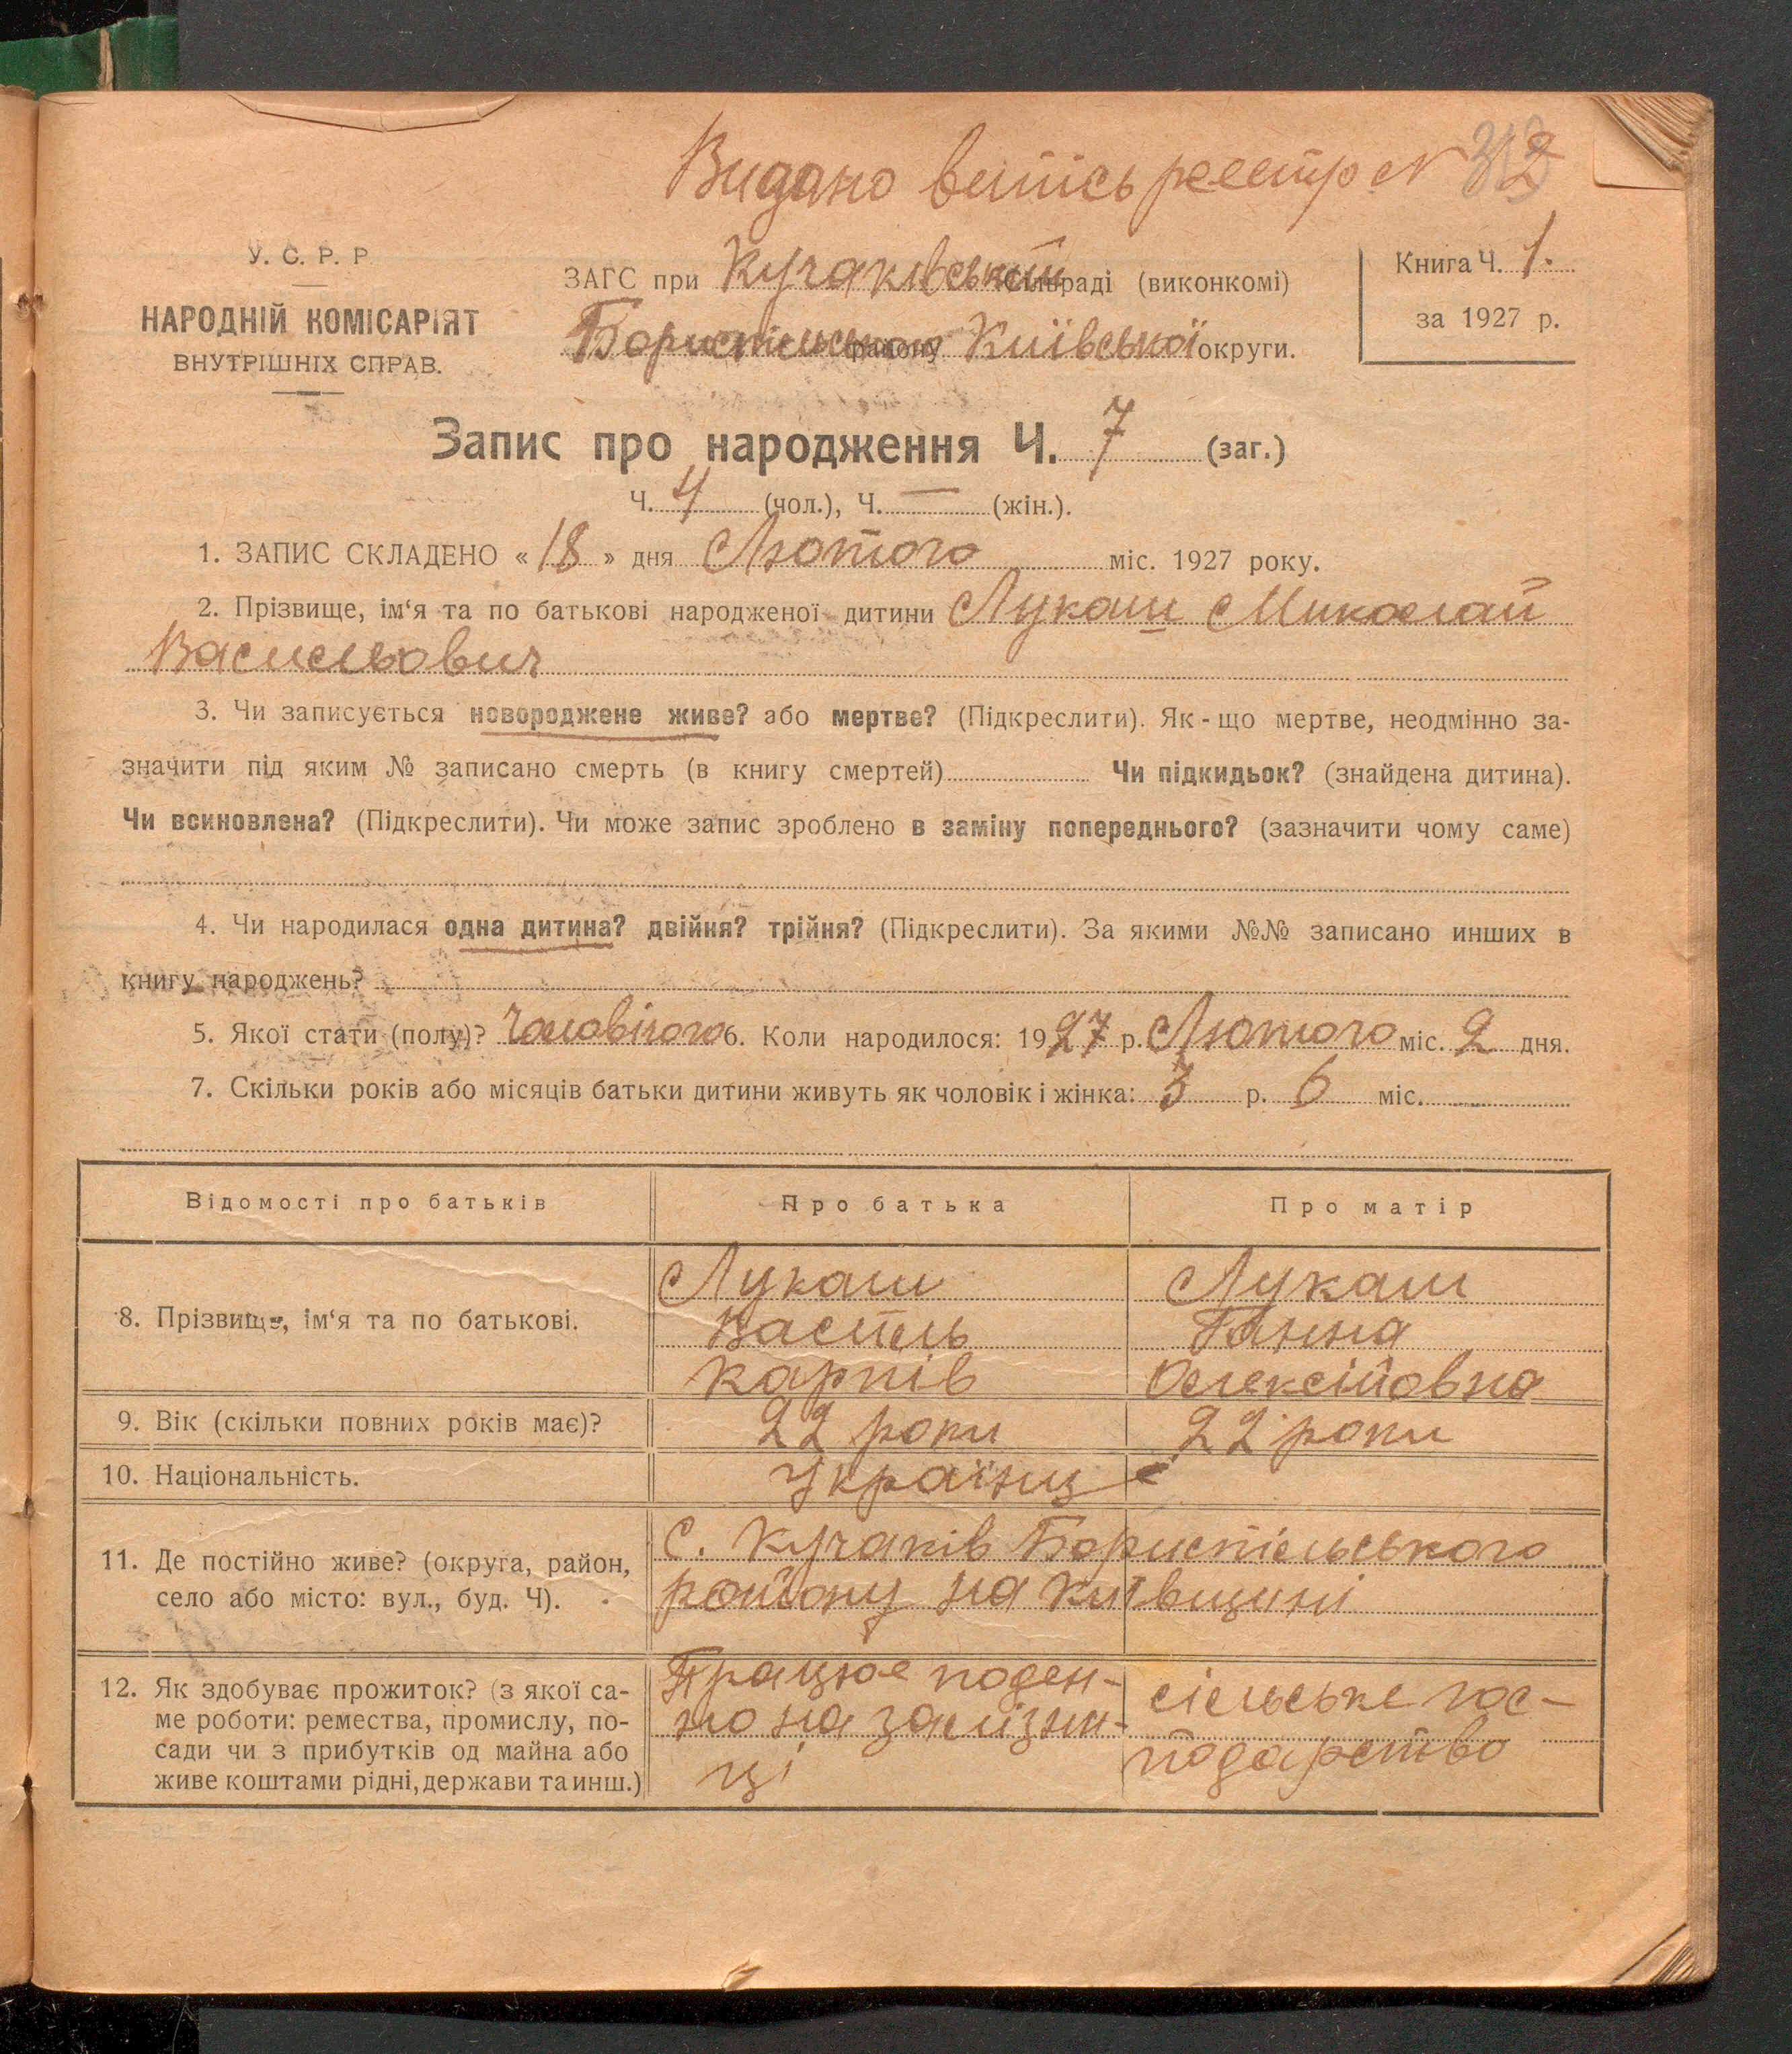 Видано витпісь реєстр N 32
У. С. Р. Р
НАРОДНІЙ КОМІСАРІЯТ
ВНУТРІШНІХ СПРАВ.
ЗАГС при Кучаківській сільраді (виконкомі)
Бориспільського району Київської округи.
Книга Ч. 1.
за 1927 р.
Запис про народження Ч. 7 (заг.)
Ч. 4 (чол.), Ч. — (жін.).
1. ЗАПИС СКЛАДЕНО « 18 » дня Лютого міс. 1927 року.
2. Прізвище, ім‘я та по батькові народженої дитини Лукаш Миколай
Васильович
3. Чи записується новороджене живе? або мертве? (Підкреслити). Як-що мертве, неодмінно за-
значити під яким № записано смерть (в книгу смертей) Чи підкидьок? (знайдена дитина).
Чи всиновлена? (Підкреслити). Чи може запис зроблено в заміну попереднього? (зазначити чому саме)
4. Чи народилася одна дитина? двійня? трійня? (Підкреслити). За якими №№ записано инших в
книгу народжень?
5. Якої стати (полу)? Чоловічого 6. Коли народилося: 1927 р. Лютого міс. 2 дня.
7. Скільки років або місяців батьки дитини живуть як чоловік і жінка: 3 р. 6 міс.
Відомості про батьків Про батька Про матір
8. Прізвище, ім‘я та по батькові.
Лукаш
Василь
Карпів
Лукаш
Ганна
Олексійовна
9. Вік (скільки повних років має)? 22 роки 22 роки
10. Національність. Українці
11. Де постійно живе? (округа, район,
село або місто: вул., буд. Ч).
С. Кучаків Бориспільського
району на Київщині
12. Як здобуває прожиток? (з якої са-
ме роботи: ремества, промислу, по-
сади чи з прибутків од майна або
живе коштами рідні, держави та инш.)
Працює поден-
но на залізни-
ці
сільське гос-
подарство